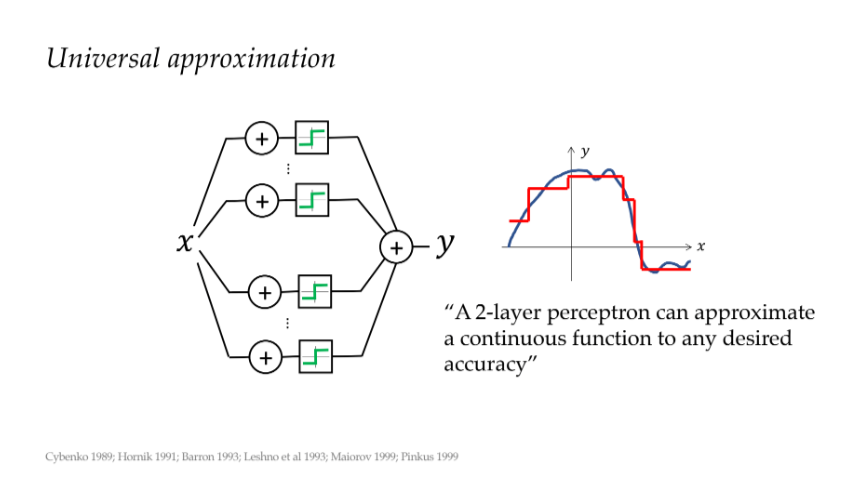 Universal approximation
+
⋮
+
x
+
y
+
⋮
+
y
x
“A 2-layer perceptron can approximate
a continuous function to any desired
accuracy”
Cybenko 1989; Hornik 1991; Barron 1993; Leshno et al 1993; Maiorov 1999; Pinkus 1999